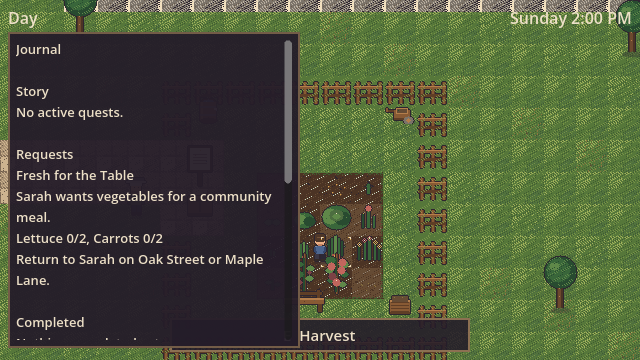 Day
Sunday 2:00 PM
Journal
Story
No active quests.
Requests
Fresh for the Table
Sarah wants vegetables for a community
meal.
Lettuce 0/2, Carrots 0/2
Return to Sarah on Oak Street or Maple
Lane.
Completed
Harvest